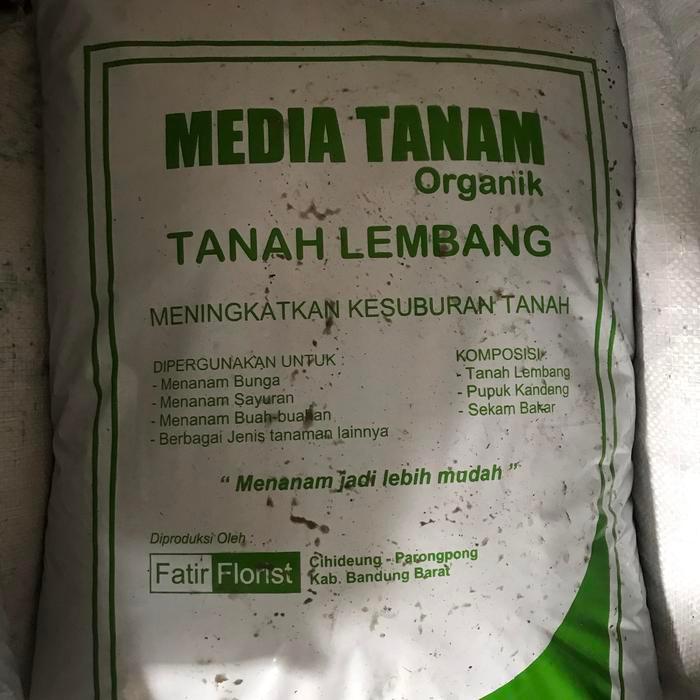 MEDIA TANAM
Organik
TANAH LEMBANG
MENINGKATKAN KESUBURAN TANAH
DIPERGUNAKAN UNTUK :
- Menanam Bunga
- Menanam Sayuran
- Menanam Buah-buahan
- Berbagai Jenis tanaman lainnya
KOMPOSISI :
- Tanah Lembang
- Pupuk Kandang
- Sekam Bakar
“ Menanam jadi lebih mudah ”
Diproduksi Oleh :
Fatir Florist
Cihideung - Parongpong
Kab. Bandung Barat